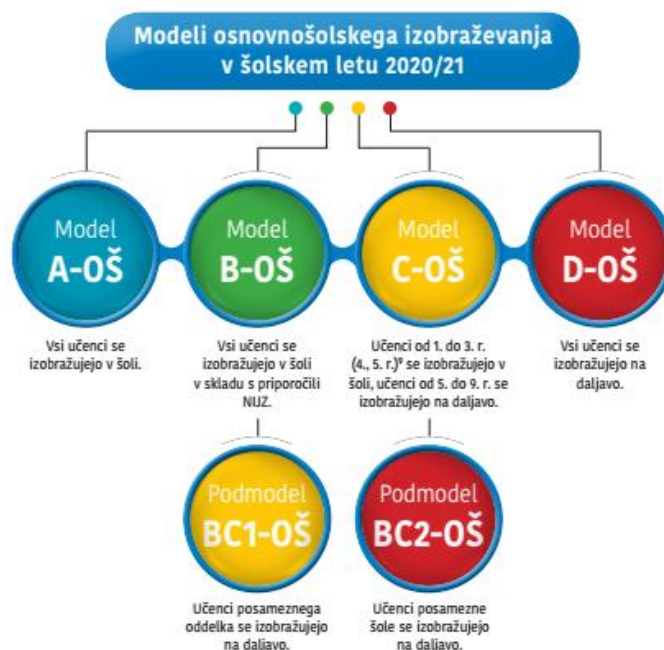 Modeli osnovnošolskega izobraževanja
v šolskem letu 2020/21
Model
A-OŠ
Vsi učenci se
izobražujejo v šoli.
Model
B-OŠ
Vsi učenci se
izobražujejo v šoli
v skladu s priporočili
NIJZ.
Model
C-OŠ
Učenci od 1. do 3. r.
(4., 5. r.)⁹ se izobražujejo v
šoli, učenci od 5. do 9. r. se
izobražujejo na daljavo.
Model
D-OŠ
Vsi učenci se
izobražujejo na
daljavo.
Podmodel
BC1-OŠ
Učenci posameznega
oddelka se izobražujejo
na daljavo.
Podmodel
BC2-OŠ
Učenci posamezne
šole se izobražujejo
na daljavo.